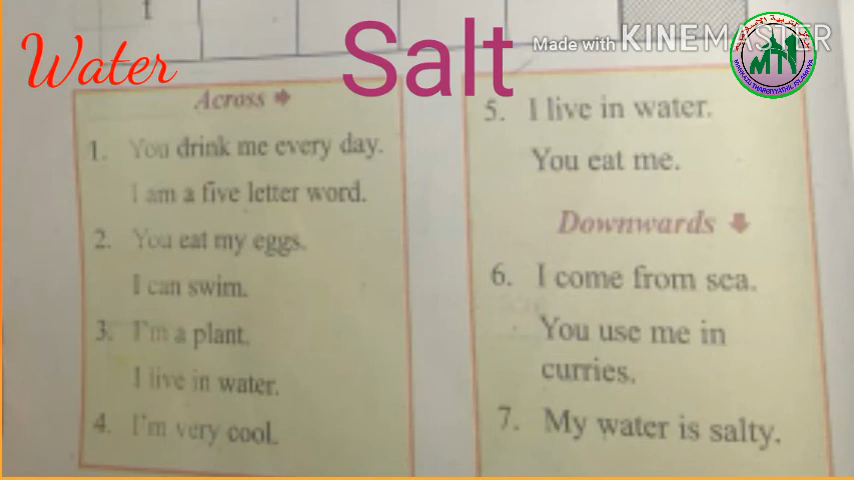 1
Water
Salt
Made with KINEMASTER
Across
1. You drink me every day.
I am a five letter word.
2. You eat my eggs.
I can swim.
3. I'm a plant.
I live in water.
4. I'm very cool.
5. I live in water.
You eat me.
Downwards
6. I come from sea.
You use me in
curries.
7. My water is salty.